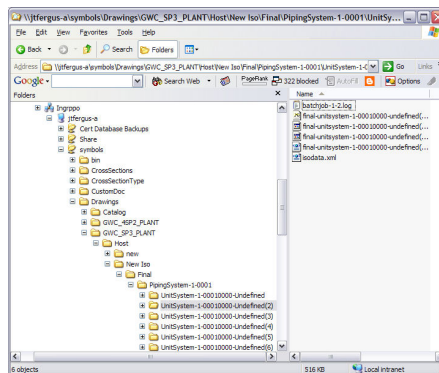 \\jtfergus-a\symbols\Drawings\GWC_SP3_PLANT\Host\New Iso\Final\PipingSystem-1-0001\UnitSy...
File Edit View Favorites Tools Help
Back Search Folders
Address \\jtfergus-a\symbols\Drawings\GWC_SP3_PLANT\Host\New Iso\Final\PipingSystem-1-0001\UnitSystem-1-0 Go Links
Google Search Web PageRank 322 blocked AutoFill Options
Folders × Name
Ingrppo batchjob-1-2.log
jtfergus-a final-unitsystem-1-00010000-undefined(...
Cert Database Backups final-unitsystem-1-00010000-undefined(...
Share final-unitsystem-1-00010000-undefined(...
symbols final-unitsystem-1-00010000-undefined(...
bin isodata.xml
CrossSections
CrossSectionType
CustomDoc
Drawings
Catalog
GWC_4SP2_PLANT
GWC_SP3_PLANT
Host
new
New Iso
Final
PipingSystem-1-0001
UnitSystem-1-00010000-Undefined
UnitSystem-1-00010000-Undefined(2)
UnitSystem-1-00010000-Undefined(3)
UnitSystem-1-00010000-Undefined(4)
UnitSystem-1-00010000-Undefined(5)
UnitSystem-1-00010000-Undefined(6)
6 objects 516 KB Local intranet